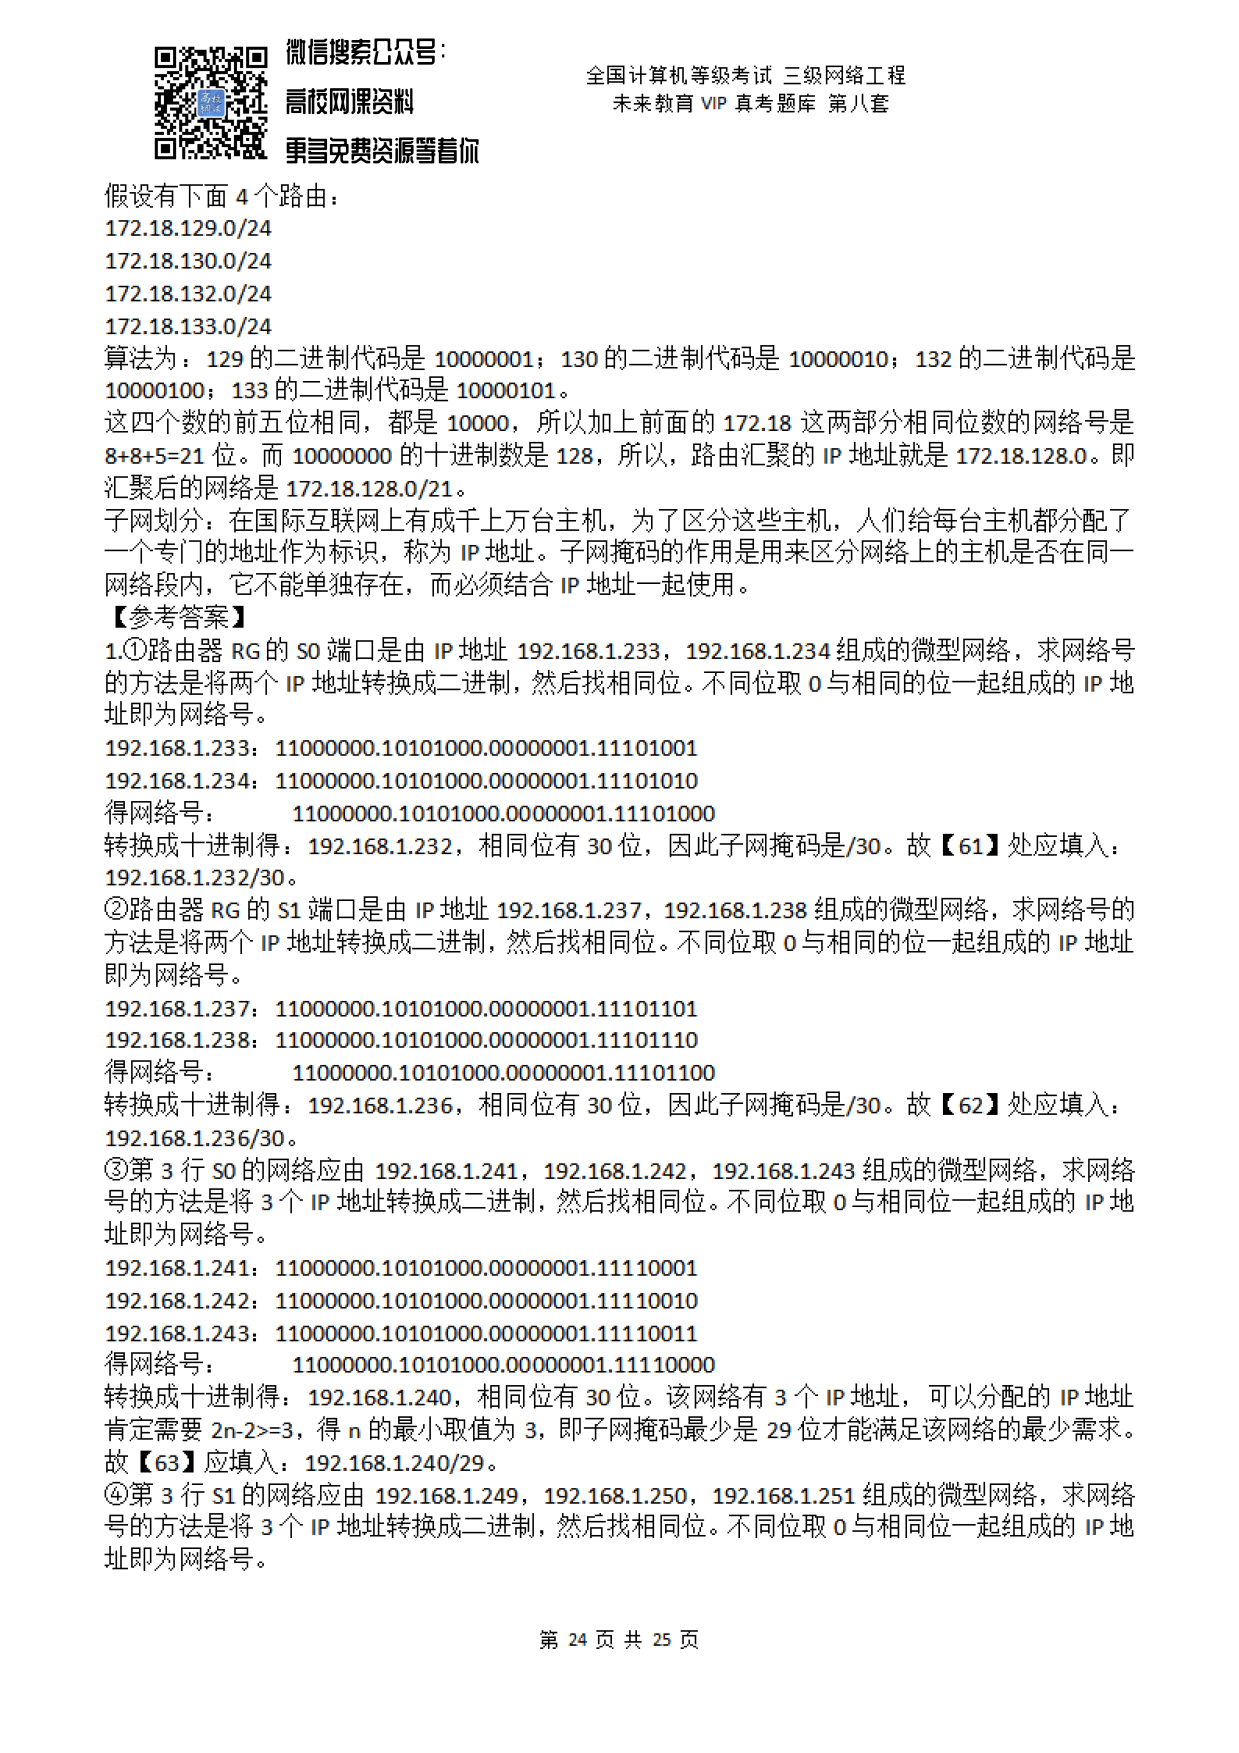 微信搜索公众号：
高校网课资料
更多免费资源等着你
全国计算机等级考试 三级网络工程
未来教育 VIP 真考题库 第八套
假设有下面 4 个路由：
172.18.129.0/24
172.18.130.0/24
172.18.132.0/24
172.18.133.0/24
算法为：129 的二进制代码是 10000001；130 的二进制代码是 10000010；132 的二进制代码是
10000100；133 的二进制代码是 10000101。
这四个数的前五位相同，都是 10000，所以加上前面的 172.18 这两部分相同位数的网络号是
8+8+5=21 位。而 10000000 的十进制数是 128，所以，路由汇聚的 IP 地址就是 172.18.128.0。即
汇聚后的网络是 172.18.128.0/21。
子网划分：在国际互联网上有成千上万台主机，为了区分这些主机，人们给每台主机都分配了
一个专门的地址作为标识，称为 IP 地址。子网掩码的作用是用来区分网络上的主机是否在同一
网络段内，它不能单独存在，而必须结合 IP 地址一起使用。
【参考答案】
1.①路由器 RG 的 S0 端口是由 IP 地址 192.168.1.233，192.168.1.234 组成的微型网络，求网络号
的方法是将两个 IP 地址转换成二进制，然后找相同位。不同位取 0 与相同的位一起组成的 IP 地
址即为网络号。
192.168.1.233：11000000.10101000.00000001.11101001
192.168.1.234：11000000.10101000.00000001.11101010
得网络号： 11000000.10101000.00000001.11101000
转换成十进制得：192.168.1.232，相同位有 30 位，因此子网掩码是/30。故【61】处应填入：
192.168.1.232/30。
②路由器 RG 的 S1 端口是由 IP 地址 192.168.1.237，192.168.1.238 组成的微型网络，求网络号的
方法是将两个 IP 地址转换成二进制，然后找相同位。不同位取 0 与相同的位一起组成的 IP 地址
即为网络号。
192.168.1.237：11000000.10101000.00000001.11101101
192.168.1.238：11000000.10101000.00000001.11101110
得网络号： 11000000.10101000.00000001.11101100
转换成十进制得：192.168.1.236，相同位有 30 位，因此子网掩码是/30。故【62】处应填入：
192.168.1.236/30。
③第 3 行 S0 的网络应由 192.168.1.241，192.168.1.242，192.168.1.243 组成的微型网络，求网络
号的方法是将 3 个 IP 地址转换成二进制，然后找相同位。不同位取 0 与相同位一起组成的 IP 地
址即为网络号。
192.168.1.241：11000000.10101000.00000001.11110001
192.168.1.242：11000000.10101000.00000001.11110010
192.168.1.243：11000000.10101000.00000001.11110011
得网络号： 11000000.10101000.00000001.11110000
转换成十进制得：192.168.1.240，相同位有 30 位。该网络有 3 个 IP 地址，可以分配的 IP 地址
肯定需要 2n-2>=3，得 n 的最小取值为 3，即子网掩码最少是 29 位才能满足该网络的最少需求。
故【63】应填入：192.168.1.240/29。
④第 3 行 S1 的网络应由 192.168.1.249，192.168.1.250，192.168.1.251 组成的微型网络，求网络
号的方法是将 3 个 IP 地址转换成二进制，然后找相同位。不同位取 0 与相同位一起组成的 IP 地
址即为网络号。
第 24 页 共 25 页